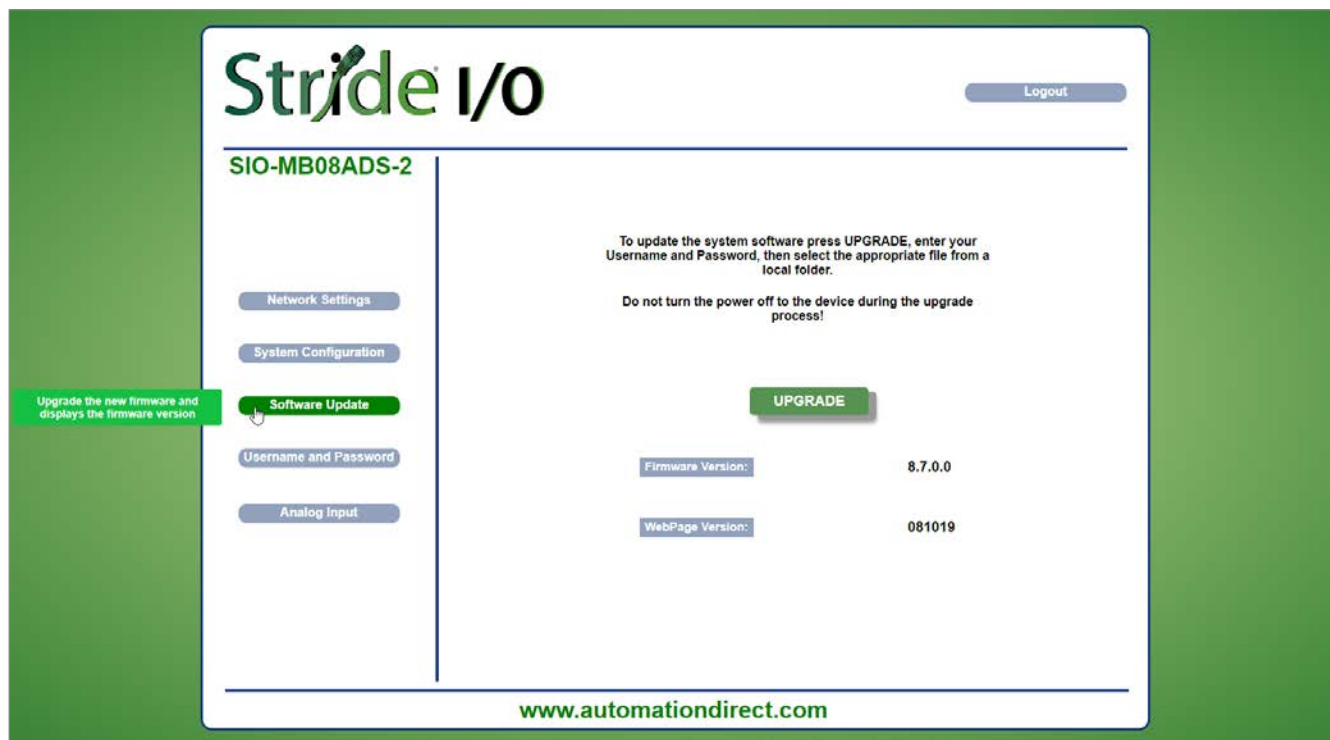 Stride I/O
Logout
SIO-MB08ADS-2
To update the system software press UPGRADE, enter your
Username and Password, then select the appropriate file from a
local folder.
Do not turn the power off to the device during the upgrade
process!
Network Settings
System Configuration
Upgrade the new firmware and
displays the firmware version
Software Update
UPGRADE
Username and Password
Firmware Version: 8.7.0.0
Analog Input
WebPage Version: 081019
www.automationdirect.com